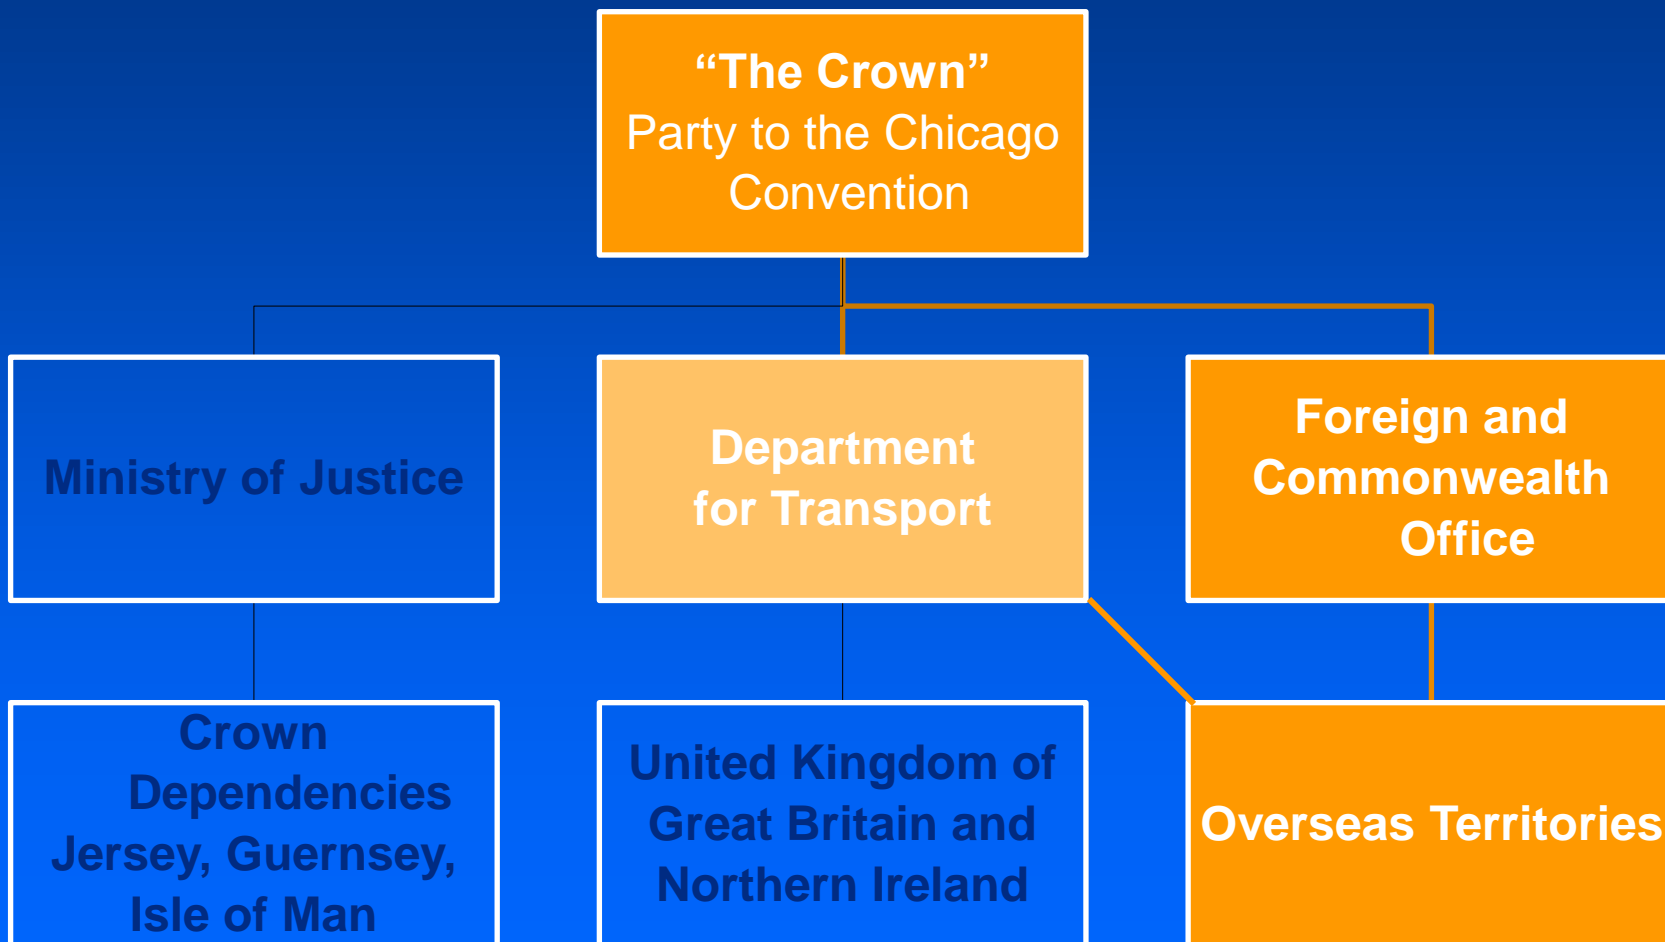 “The Crown”
Party to the Chicago
Convention
Ministry of Justice
Department
for Transport
Foreign and
Commonwealth
Office
Crown
Dependencies
Jersey, Guernsey,
Isle of Man
United Kingdom of
Great Britain and
Northern Ireland
Overseas Territories